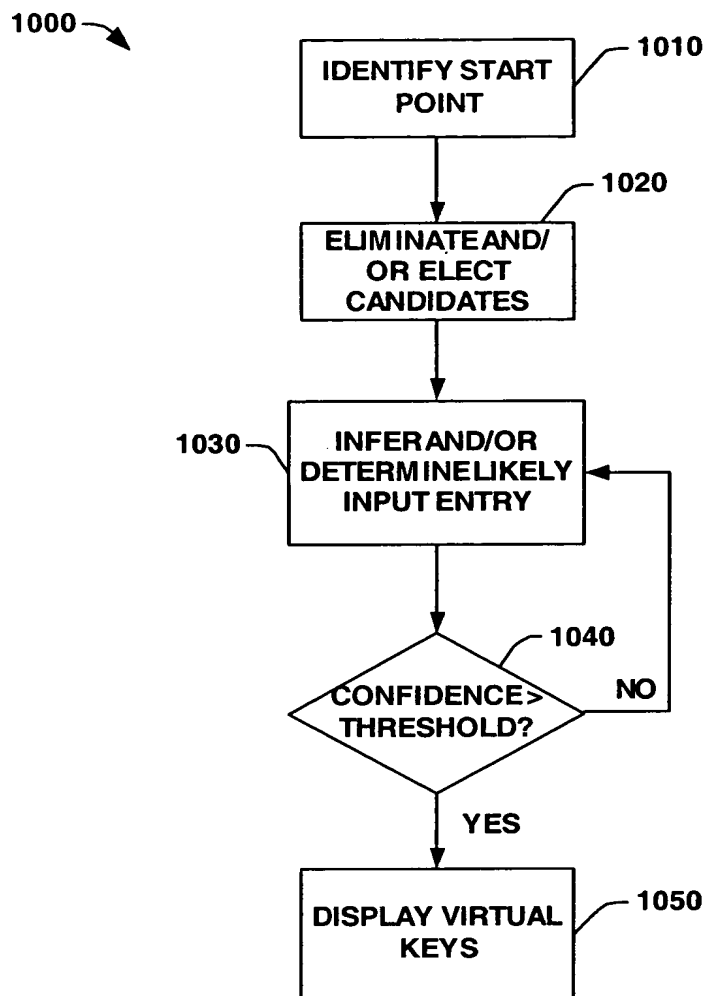 1000
IDENTIFY START
POINT
1010
ELIMINATE AND/
OR ELECT
CANDIDATES
1020
INFER AND/OR
DETERMINE LIKELY
INPUT ENTRY
1030
CONFIDENCE >
THRESHOLD?
1040
NO
YES
DISPLAY VIRTUAL
KEYS
1050